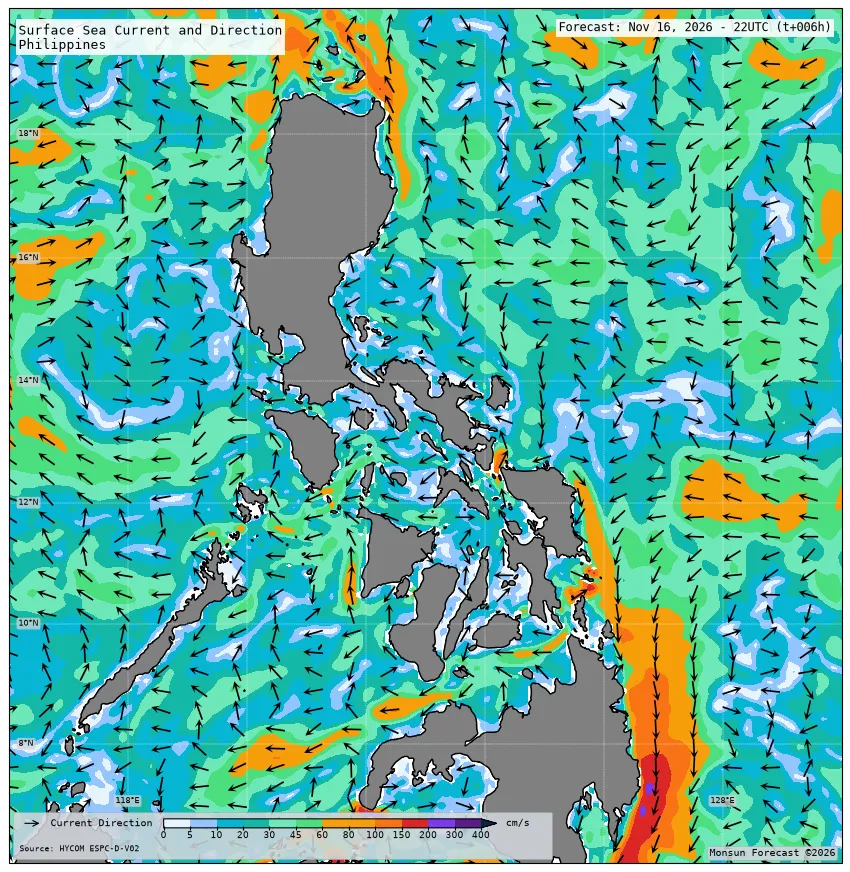 Surface Sea Current and Direction
Philippines
Forecast: Nov 16, 2026 - 22UTC (t+006h)
18°N
16°N
14°N
12°N
10°N
8°N
118°E
128°E
Current Direction
0 5 10 20 30 45 60 80 100 150 200 300 400
cm/s
Source: HYCOM ESPC-D-V02
Monsun Forecast ©2026